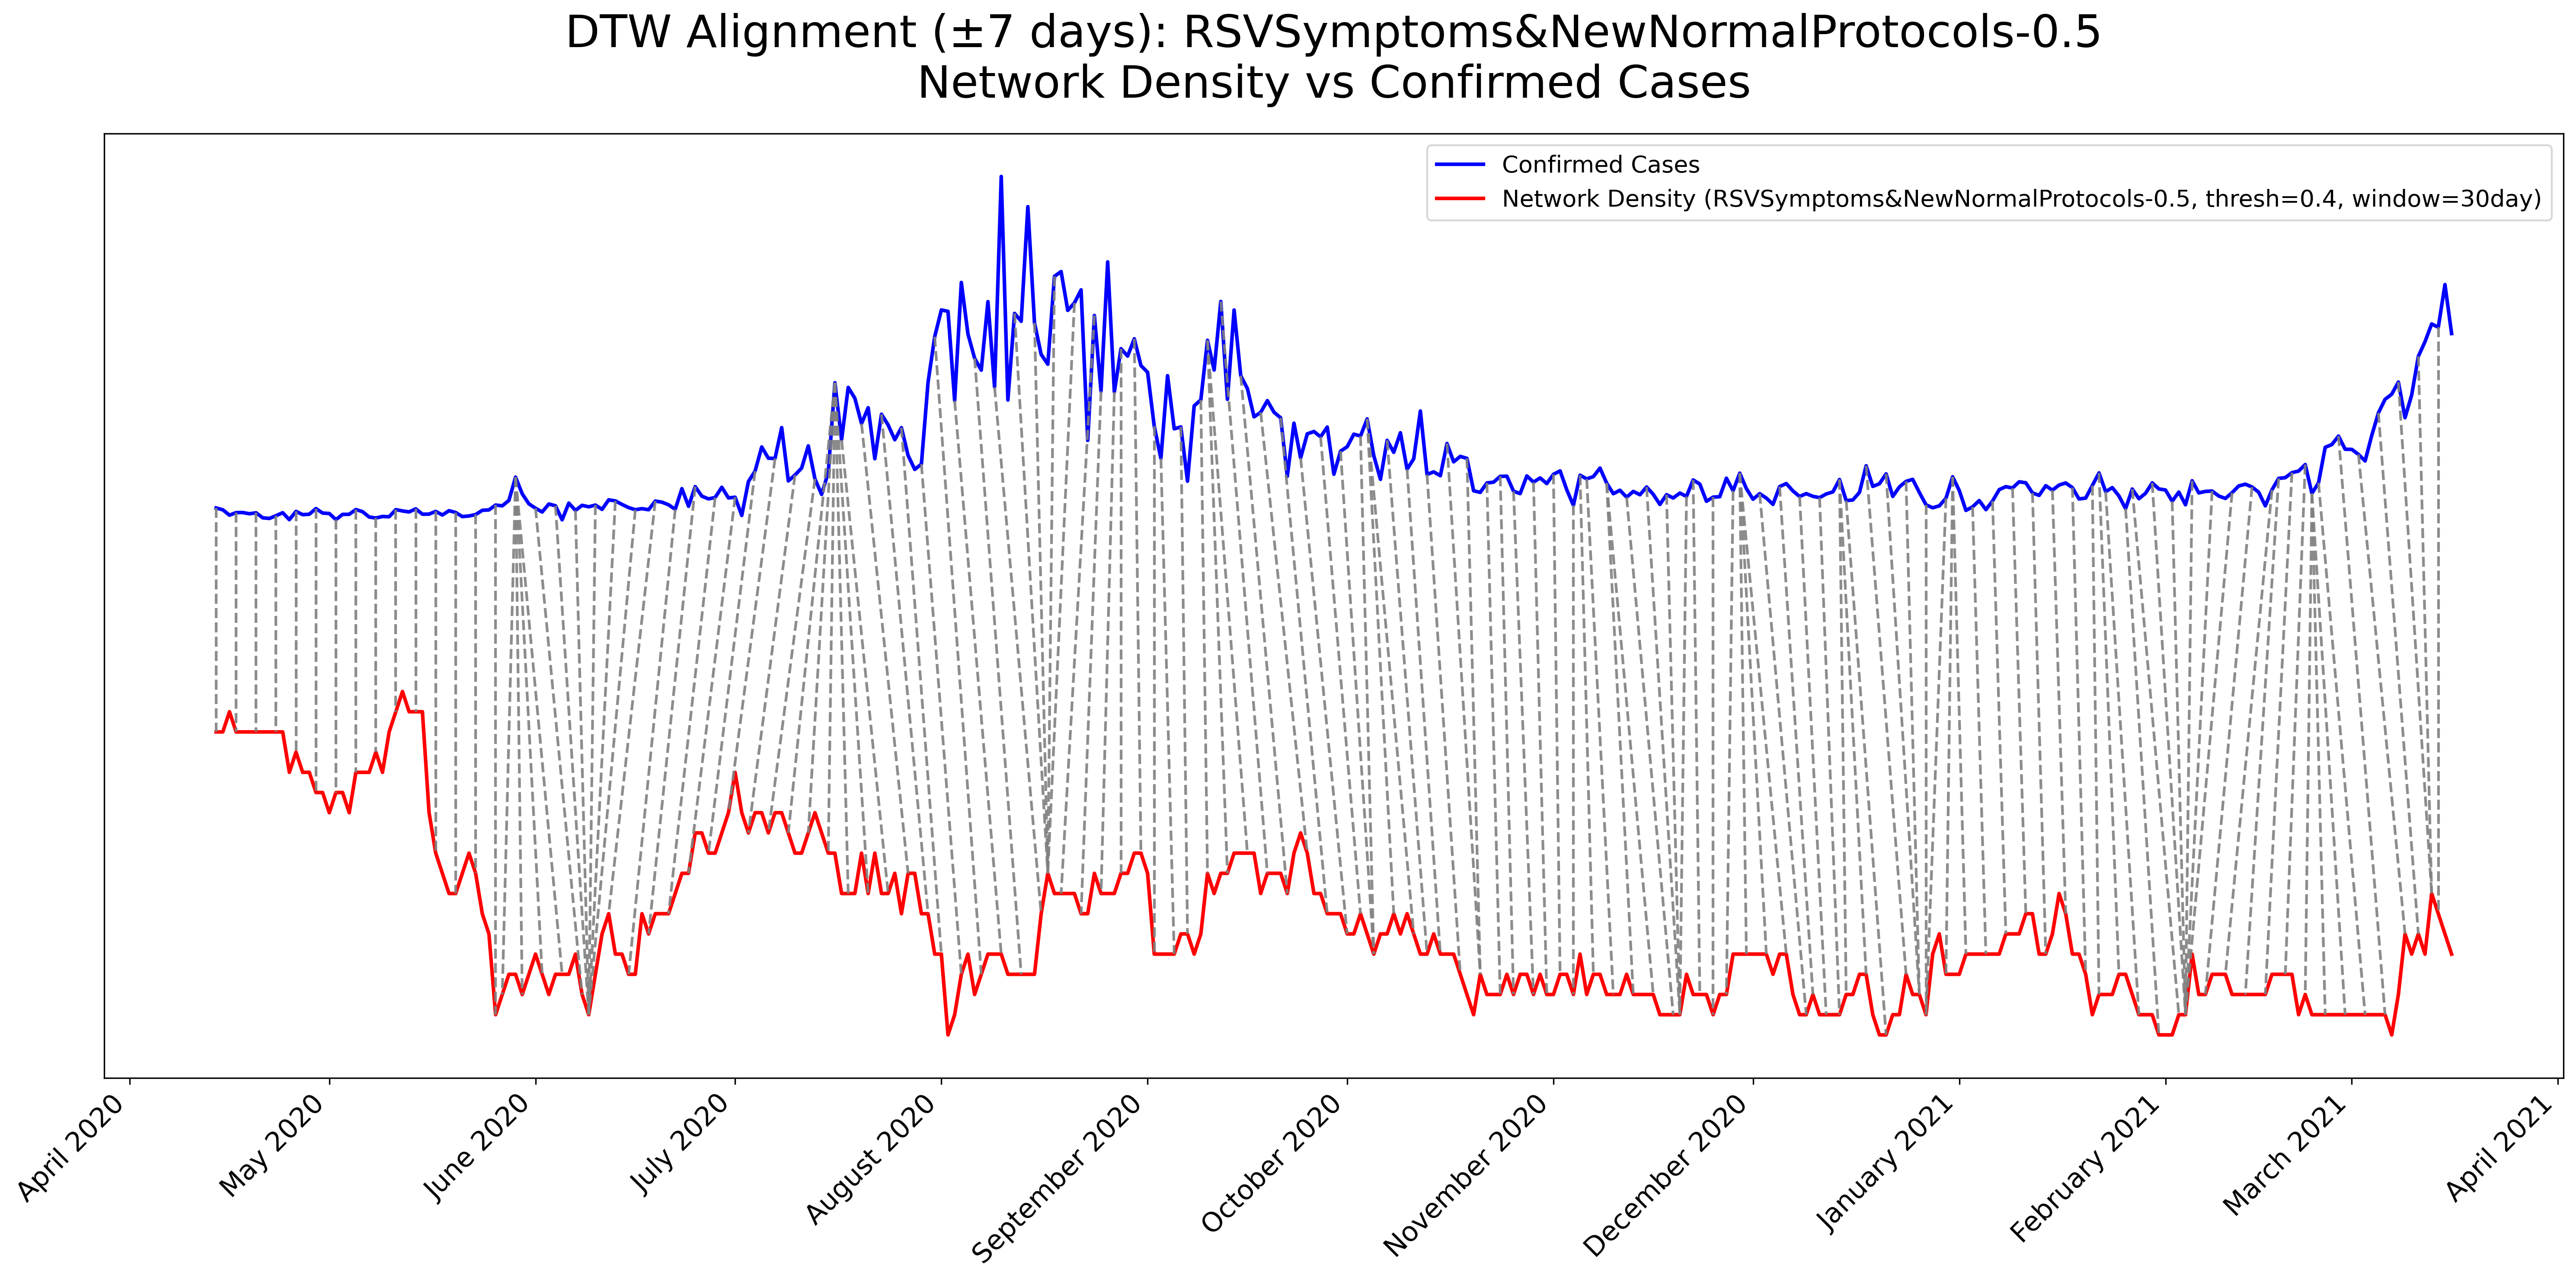 DTW Alignment (±7 days): RSVSymptoms&NewNormalProtocols-0.5
Network Density vs Confirmed Cases
Confirmed Cases
Network Density (RSVSymptoms&NewNormalProtocols-0.5, thresh=0.4, window=30day)
April 2020
May 2020
June 2020
July 2020
August 2020
September 2020
October 2020
November 2020
December 2020
January 2021
February 2021
March 2021
April 2021